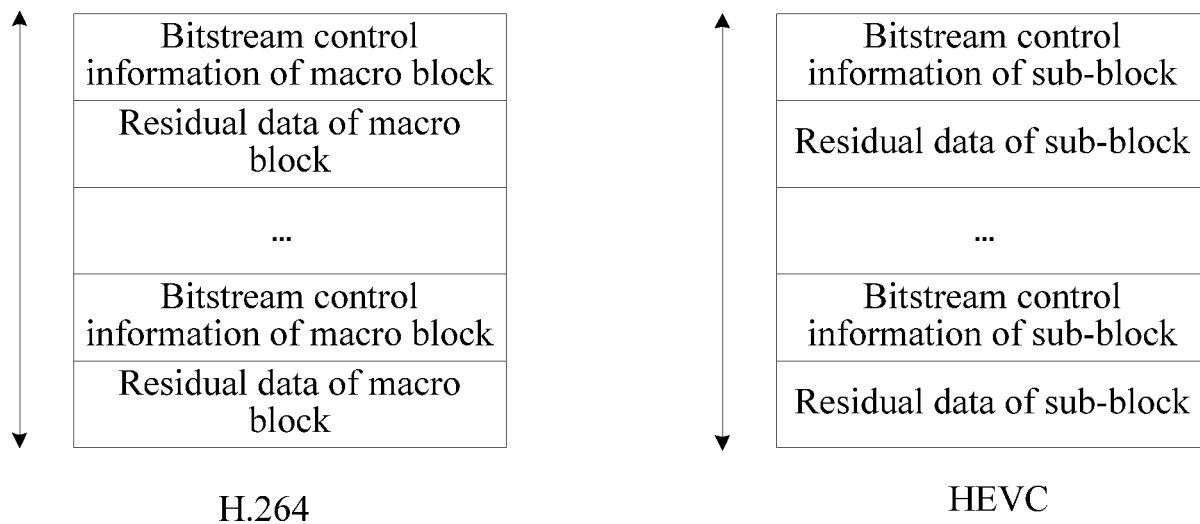 Bitstream control
information of macro block
Residual data of macro
block
...
Bitstream control
information of macro block
Residual data of macro
block
H.264
Bitstream control
information of sub-block
Residual data of sub-block
...
Bitstream control
information of sub-block
Residual data of sub-block
HEVC